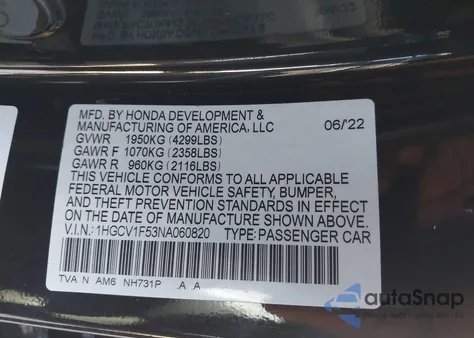 MFD. BY HONDA DEVELOPMENT &
MANUFACTURING OF AMERICA, LLC 06/22
GVWR 1950KG (4299LBS)
GAWR F 1070KG (2358LBS)
GAWR R 960KG (2116LBS)
THIS VEHICLE CONFORMS TO ALL APPLICABLE
FEDERAL MOTOR VEHICLE SAFETY, BUMPER,
AND THEFT PREVENTION STANDARDS IN EFFECT
ON THE DATE OF MANUFACTURE SHOWN ABOVE.
V.I.N.: 1HGCV1F53NA060820 TYPE: PASSENGER CAR
TVA N AM6 NH731P .A .A
autoSnap